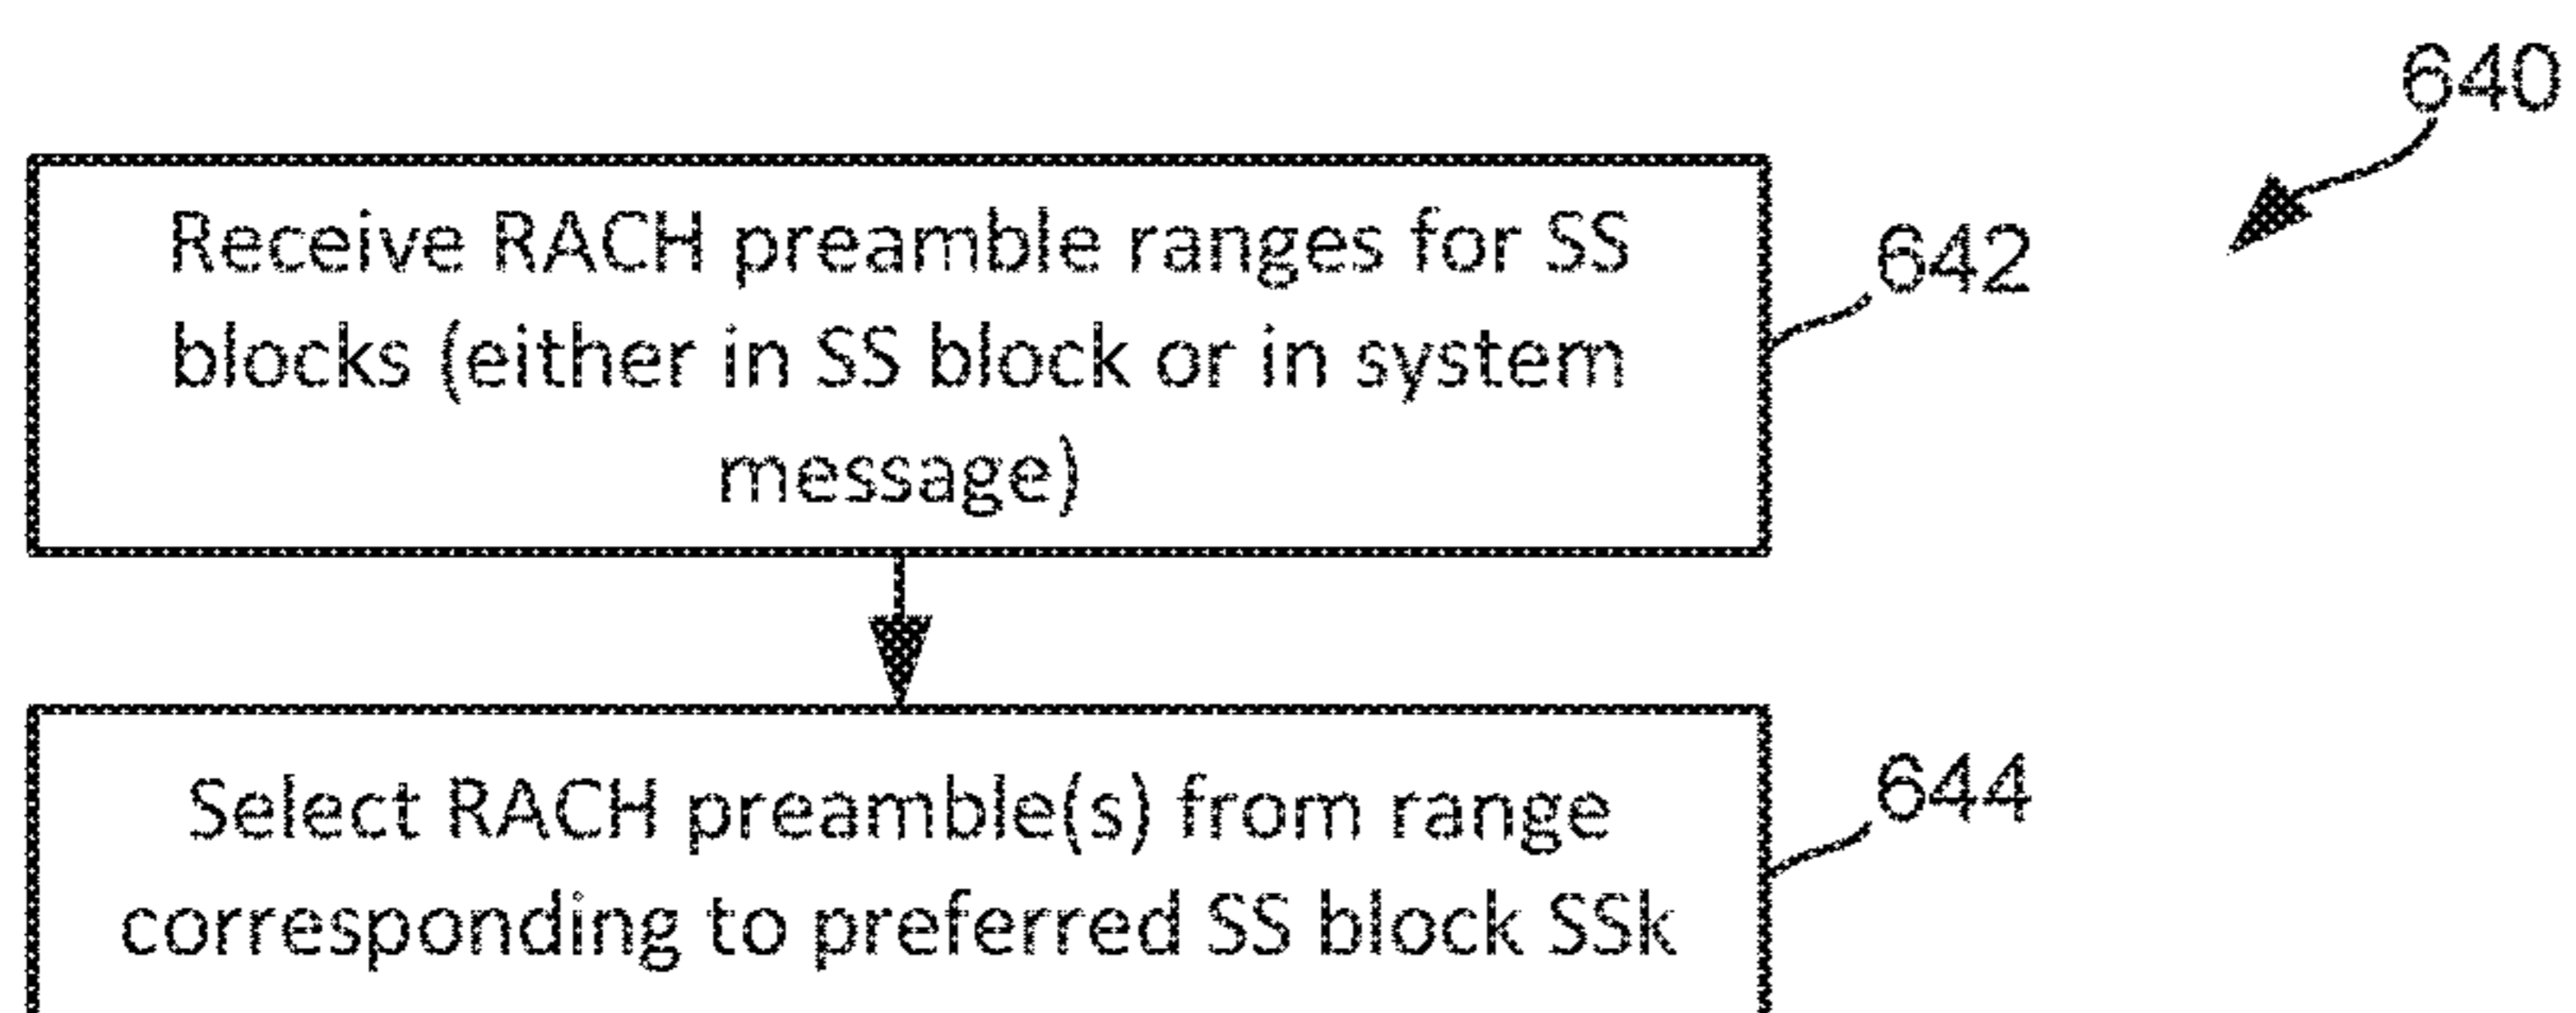 640
Receive RACH preamble ranges for SS
blocks (either in SS block or in system
message)
642
Select RACH preamble(s) from range
corresponding to preferred SS block SSk
644